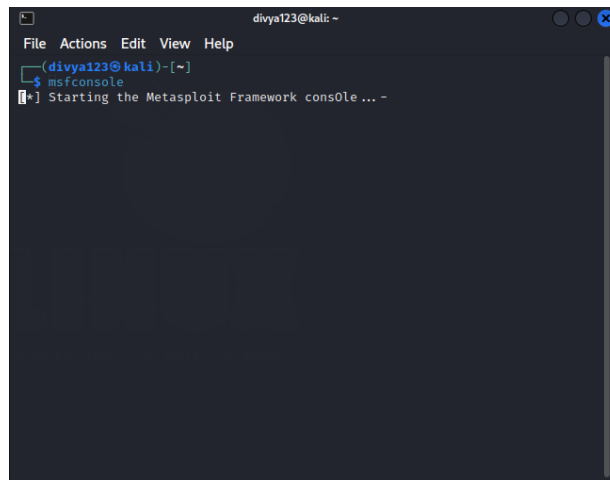 divya123@kali: ~
File Actions Edit View Help
(divya123㉿kali)-[~]
$ msfconsole
[*] Starting the Metasploit Framework consOle ... -